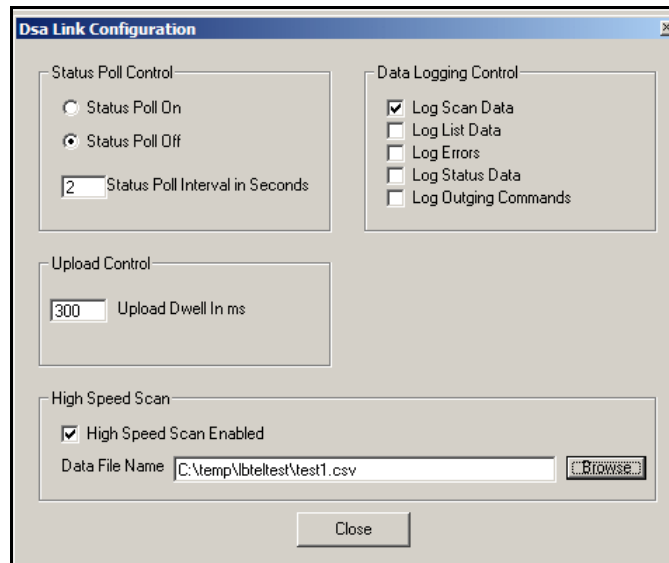 Dsa Link Configuration
Status Poll Control
Status Poll On
Status Poll Off
2 Status Poll Interval in Seconds
Data Logging Control
Log Scan Data
Log List Data
Log Errors
Log Status Data
Log Outging Commands
Upload Control
300 Upload Dwell In ms
High Speed Scan
High Speed Scan Enabled
Data File Name C:\temp\lbteltest\test1.csv Browse
Close